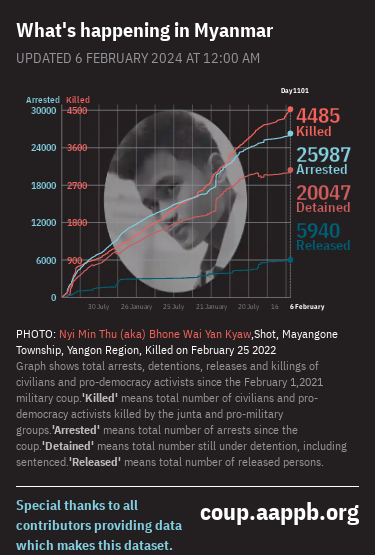 What's happening in Myanmar
UPDATED 6 FEBRUARY 2024 AT 12:00 AM
Day1101
Arrested Killed
30000 4500
24000 3600
18000 2700
12000 1800
6000 900
0
4485
Killed
25987
Arrested
20047
Detained
5940
Released
30 July 26 January 25 July 21 January 20 July 16 6 February
PHOTO: Nyi Min Thu (aka) Bhone Wai Yan Kyaw,Shot, Mayangone
Township, Yangon Region, Killed on February 25 2022
Graph shows total arrests, detentions, releases and killings of
civilians and pro-democracy activists since the February 1,2021
military coup.'Killed' means total number of civilians and pro-
democracy activists killed by the junta and pro-military
groups.'Arrested' means total number of arrests since the
coup.'Detained' means total number still under detention, including
sentenced.'Released' means total number of released persons.
Special thanks to all
contributors providing data
which makes this dataset.
coup.aappb.org